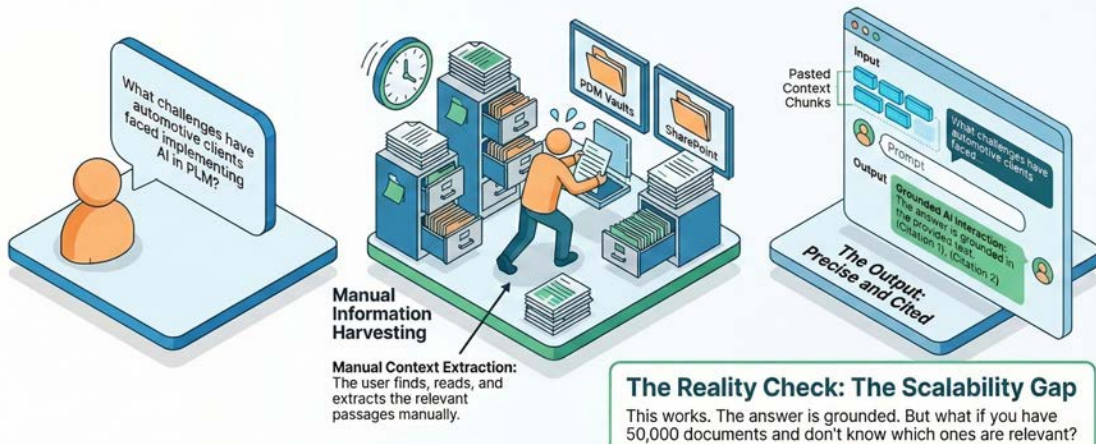 What challenges have
automotive clients
faced implementing
AI in PLM?
PDM Vaults
SharePoint
Manual
Information
Harvesting
Manual Context Extraction:
The user finds, reads, and
extracts the relevant
passages manually.
Input
Pasted
Context
Chunks
What challenges have
automotive clients
faced...
Prompt
Output
Grounded AI Interaction:
The answer is grounded in
the provided text.
(Citation 1), (Citation 2)
The Output:
Precise and Cited
The Reality Check: The Scalability Gap
This works. The answer is grounded. But what if you have
50,000 documents and don't know which ones are relevant?